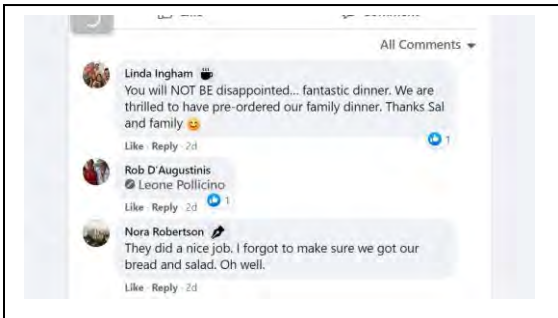 All Comments
Linda Ingham
You will NOT BE disappointed... fantastic dinner. We are
thrilled to have pre-ordered our family dinner. Thanks Sal
and family
Like · Reply · 2d
1
Rob D'Augustinis
Leone Pollicino
Like · Reply · 2d
1
Nora Robertson
They did a nice job. I forgot to make sure we got our
bread and salad. Oh well.
Like · Reply · 2d